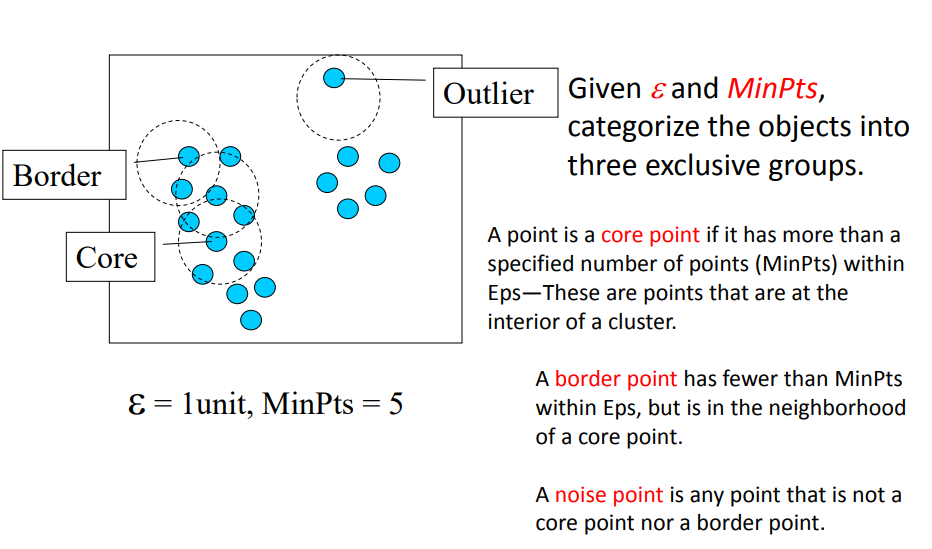 Outlier
Border
Core
ε = 1unit, MinPts = 5
Given ε and MinPts,
categorize the objects into
three exclusive groups.
A point is a core point if it has more than a
specified number of points (MinPts) within
Eps—These are points that are at the
interior of a cluster.
A border point has fewer than MinPts
within Eps, but is in the neighborhood
of a core point.
A noise point is any point that is not a
core point nor a border point.